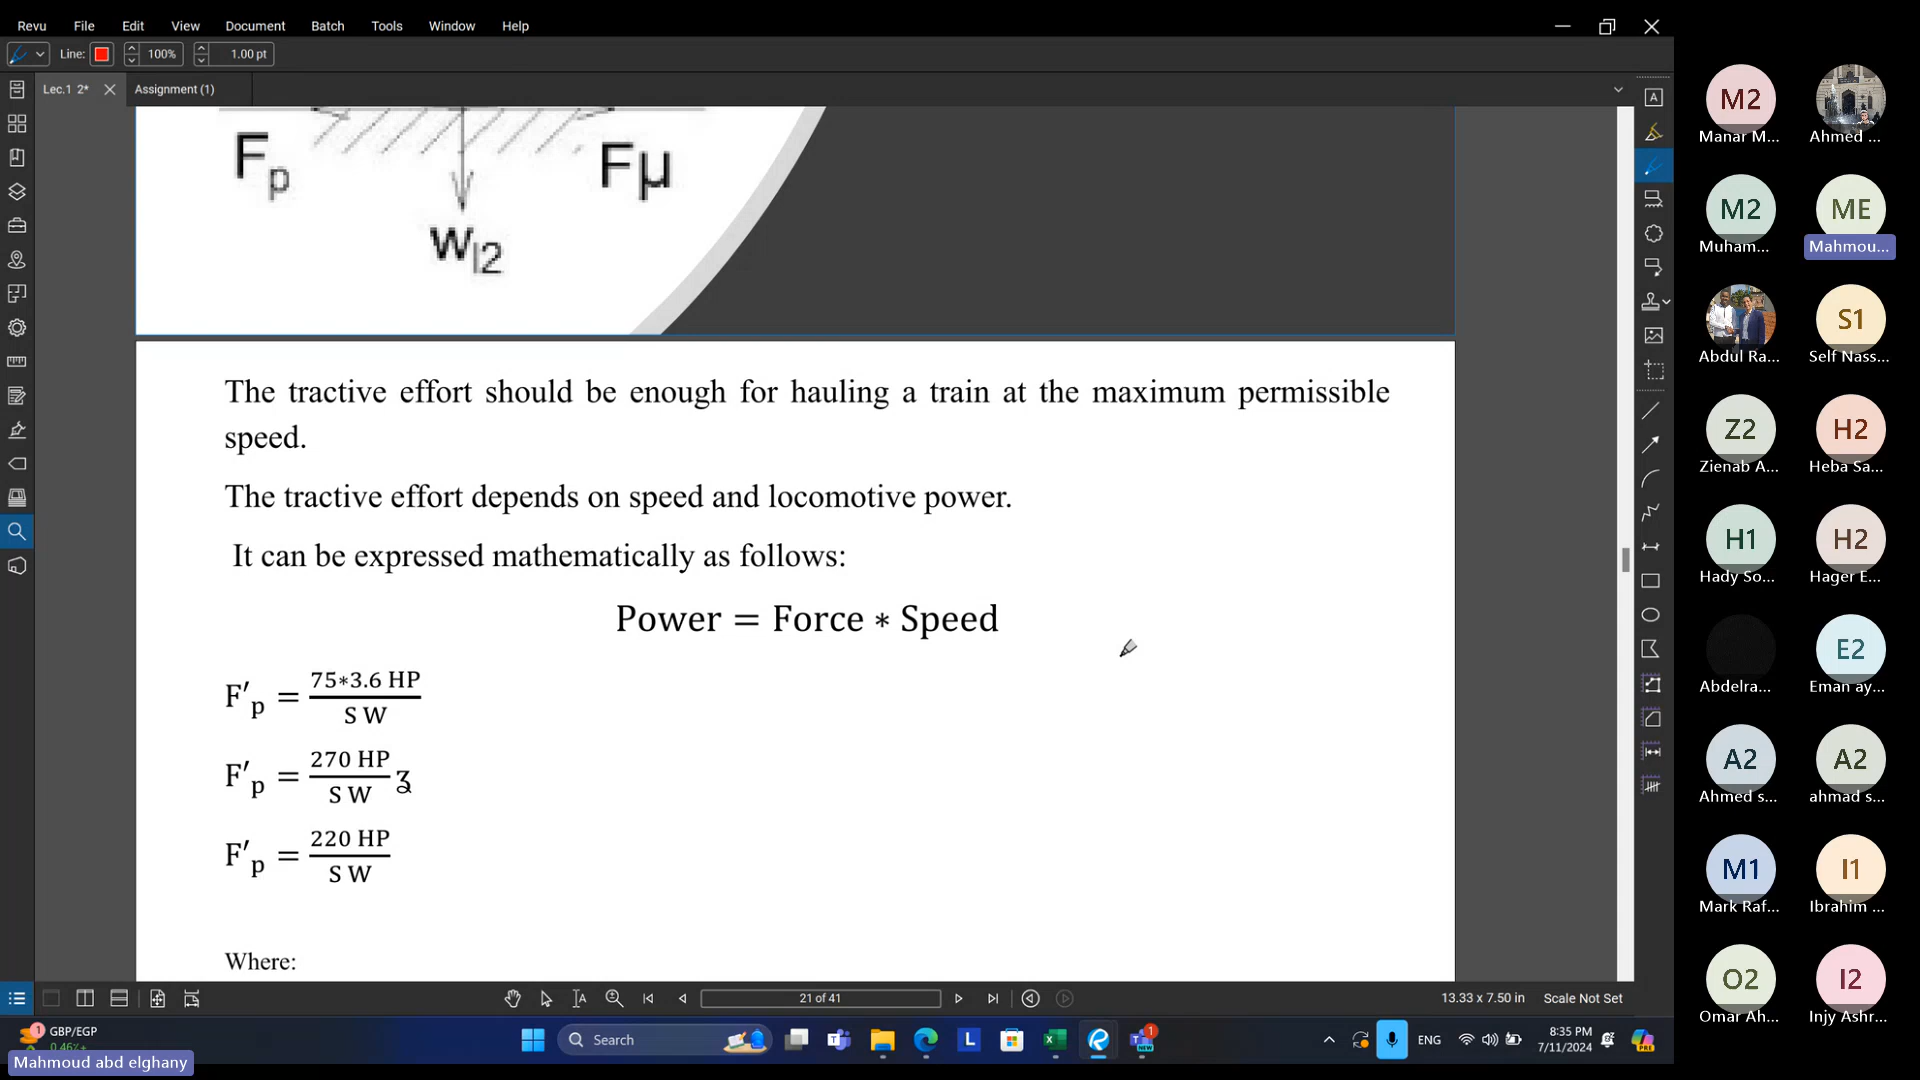 Revu File Edit View Document Batch Tools Window Help
Line: 100% 1.00 pt
Lec.1 2* Assignment (1)
Fp Fμ
wl2
The tractive effort should be enough for hauling a train at the maximum permissible
speed.
The tractive effort depends on speed and locomotive power.
It can be expressed mathematically as follows:
Power = Force * Speed
F′p = 75*3.6 HP / S W
F′p = 270 HP / S W ʓ
F′p = 220 HP / S W
Where:
21 of 41
13.33 x 7.50 in Scale Not Set
M2
Manar M...
Ahmed ...
M2 ME
Muham... Mahmou...
S1
Abdul Ra... Self Nass...
Z2 H2
Zienab A... Heba Sa...
H1 H2
Hady So... Hager E...
E2
Abdelra... Eman ay...
A2 A2
Ahmed s... ahmad s...
M1 I1
Mark Raf... Ibrahim ...
O2 I2
Omar Ah... Injy Ashr...
1 GBP/EGP
0.46%
Search
L
1
ENG
8:35 PM
7/11/2024
PRE
Mahmoud abd elghany